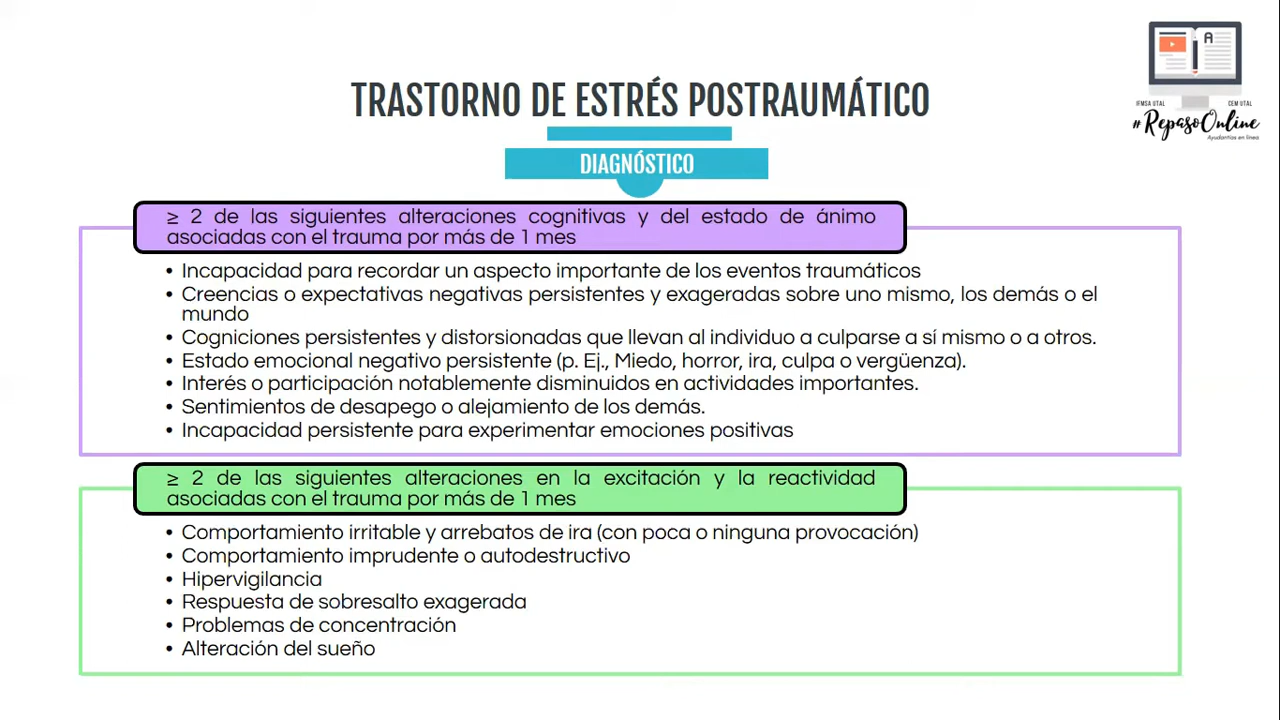 IFMSA UTAL
CEM UTAL
#RepasoOnline
Ayudantías en línea
TRASTORNO DE ESTRÉS POSTRAUMÁTICO
DIAGNÓSTICO
≥ 2 de las siguientes alteraciones cognitivas y del estado de ánimo
asociadas con el trauma por más de 1 mes
• Incapacidad para recordar un aspecto importante de los eventos traumáticos
• Creencias o expectativas negativas persistentes y exageradas sobre uno mismo, los demás o el
mundo
• Cogniciones persistentes y distorsionadas que llevan al individuo a culparse a sí mismo o a otros.
• Estado emocional negativo persistente (p. Ej., Miedo, horror, ira, culpa o vergüenza).
• Interés o participación notablemente disminuidos en actividades importantes.
• Sentimientos de desapego o alejamiento de los demás.
• Incapacidad persistente para experimentar emociones positivas
≥ 2 de las siguientes alteraciones en la excitación y la reactividad
asociadas con el trauma por más de 1 mes
• Comportamiento irritable y arrebatos de ira (con poca o ninguna provocación)
• Comportamiento imprudente o autodestructivo
• Hipervigilancia
• Respuesta de sobresalto exagerada
• Problemas de concentración
• Alteración del sueño